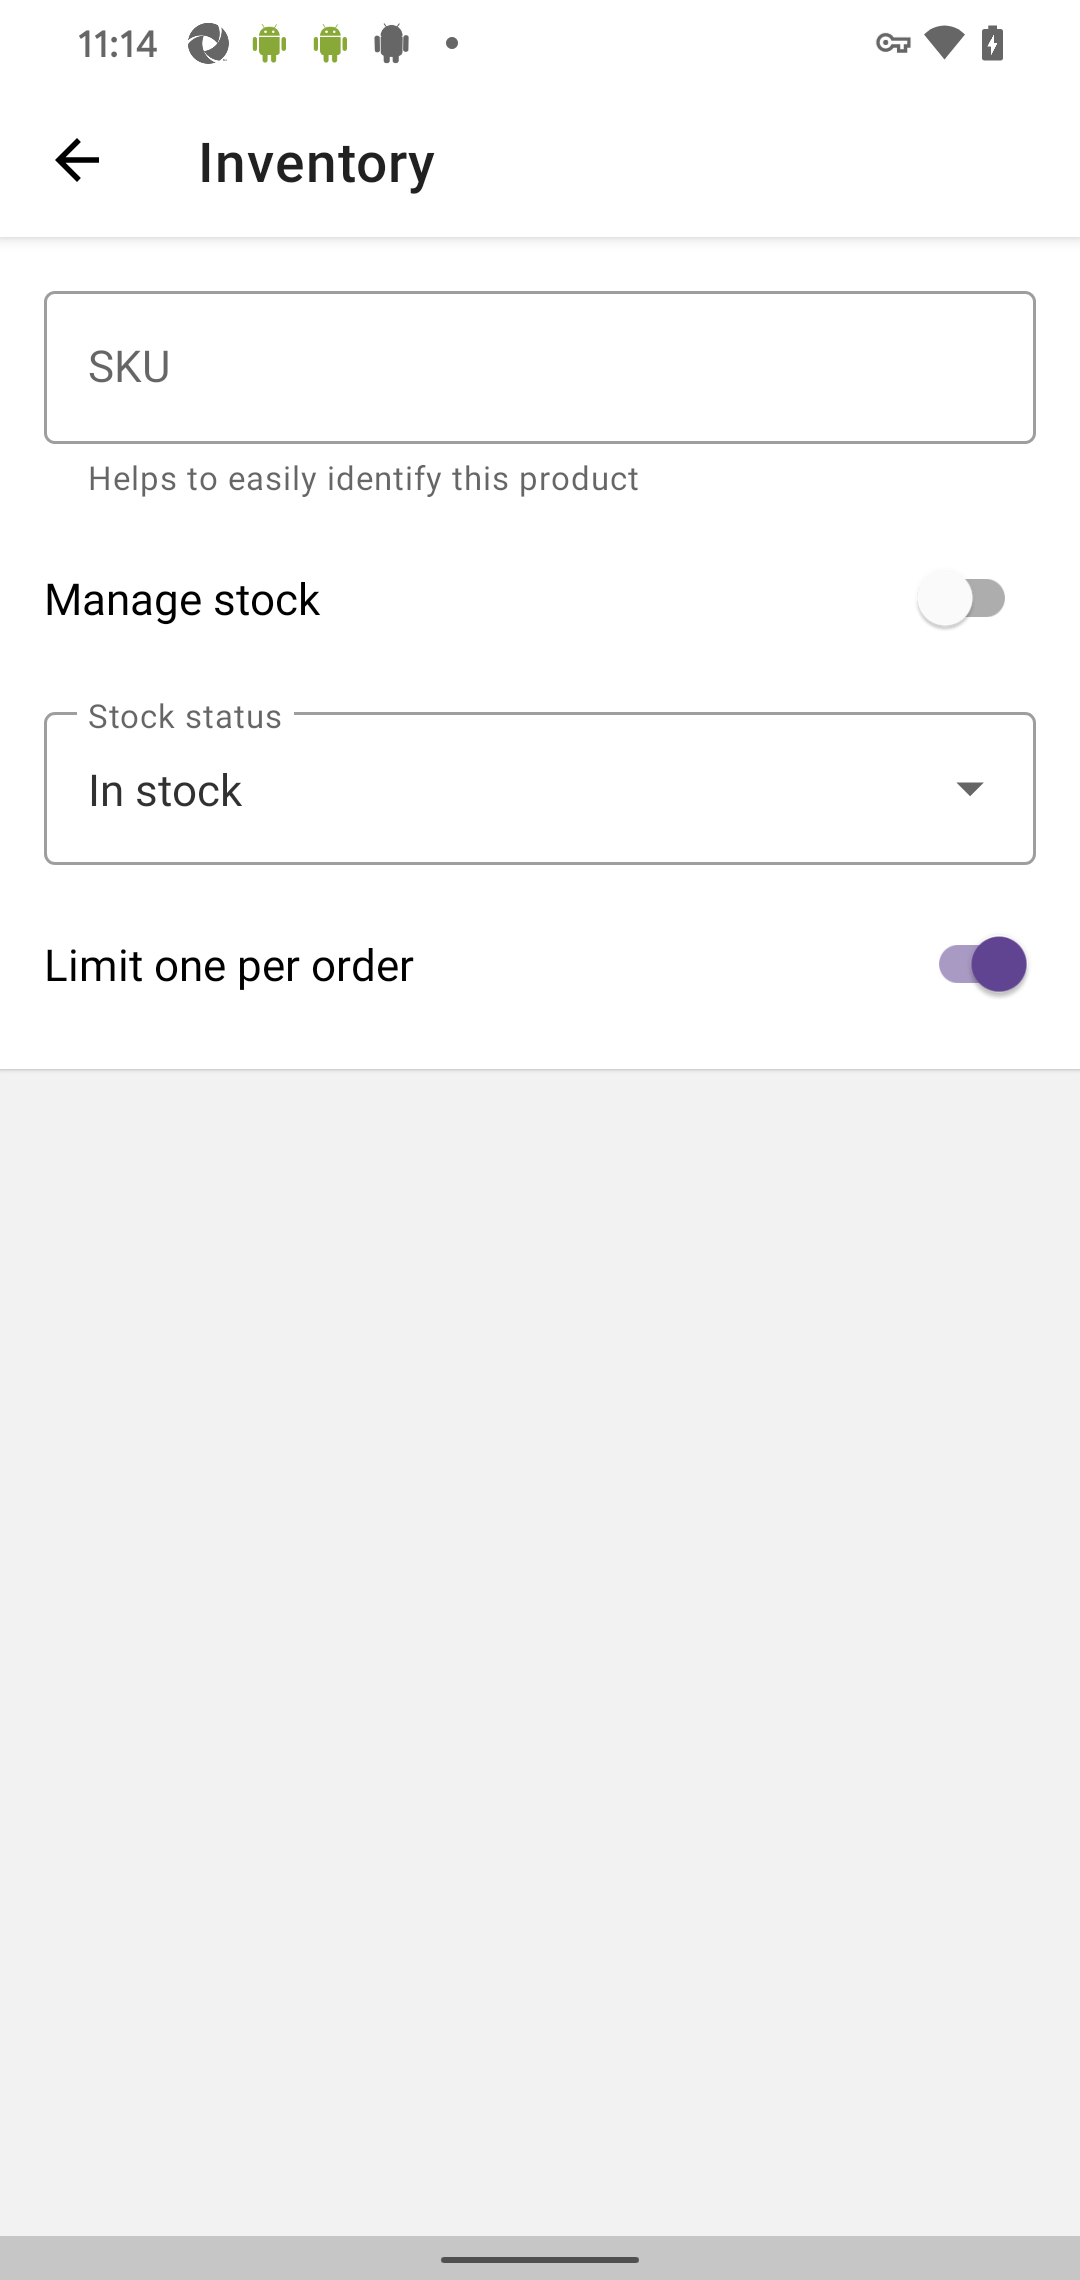 11:14
Inventory
SKU
Helps to easily identify this product
Manage stock
Stock status
In stock
Limit one per order